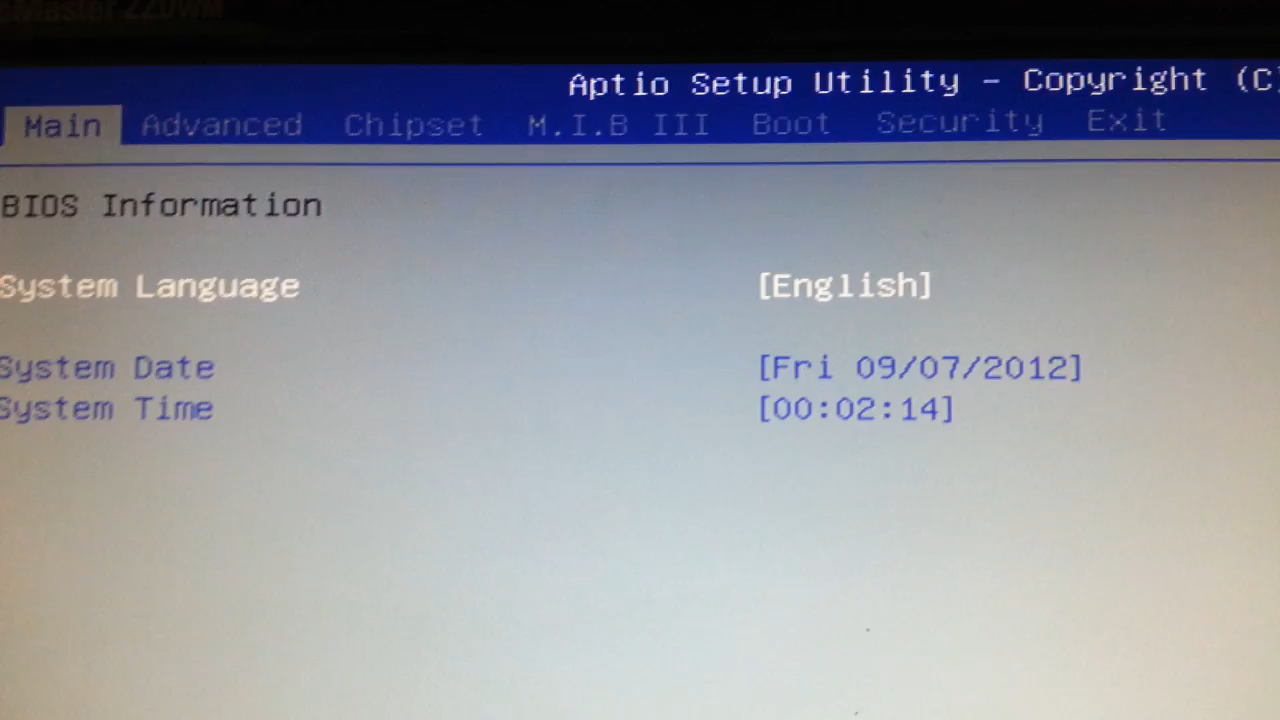 Aptio Setup Utility - Copyright (C)
Main Advanced Chipset M.I.B III Boot Security Exit
BIOS Information
System Language [English]
System Date [Fri 09/07/2012]
System Time [00:02:14]